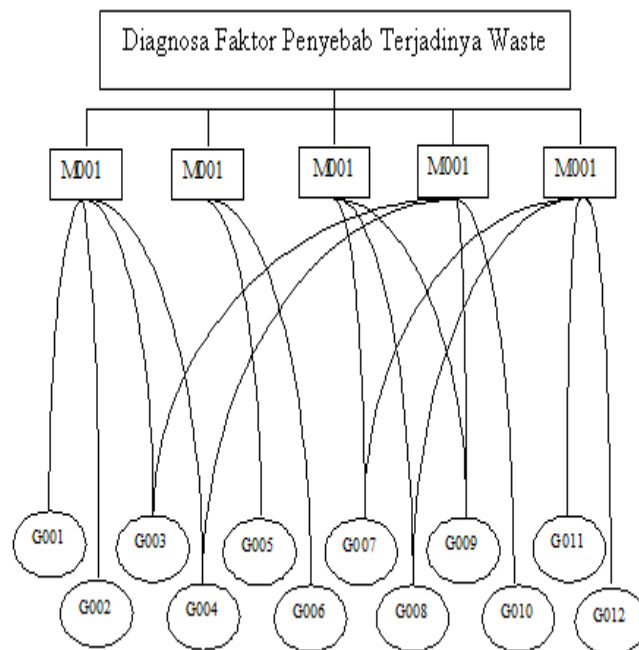 Diagnosa Faktor Penyebab Terjadinya Waste
M001 M001 M001 M001 M001
G001 G003 G005 G007 G009 G011
G002 G004 G006 G008 G010 G012